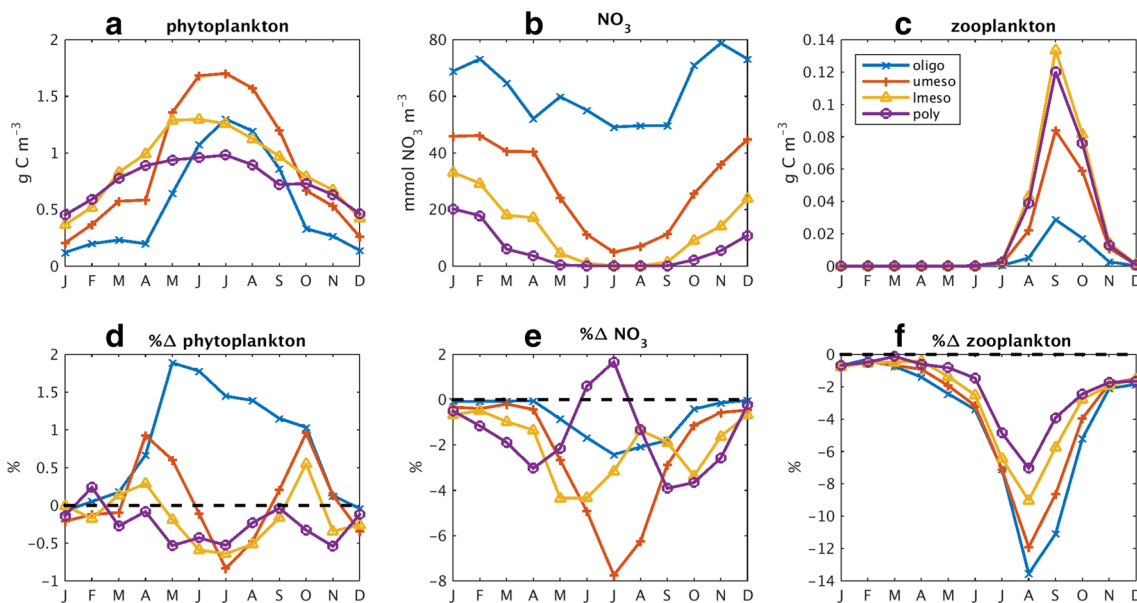 a phytoplankton
2
1.5
1
0.5
0
g C m⁻³
J F M A M J J A S O N D
b NO₃
80
60
40
20
0
mmol NO₃ m⁻³
J F M A M J J A S O N D
c zooplankton
0.14
0.12
0.1
0.08
0.06
0.04
0.02
0
g C m⁻³
oligo
umeso
lmeso
poly
J F M A M J J A S O N D
d %Δ phytoplankton
2
1.5
1
0.5
0
−0.5
−1
%
J F M A M J J A S O N D
e %Δ NO₃
2
0
−2
−4
−6
−8
%
J F M A M J J A S O N D
f %Δ zooplankton
0
−2
−4
−6
−8
−10
−12
−14
%
J F M A M J J A S O N D